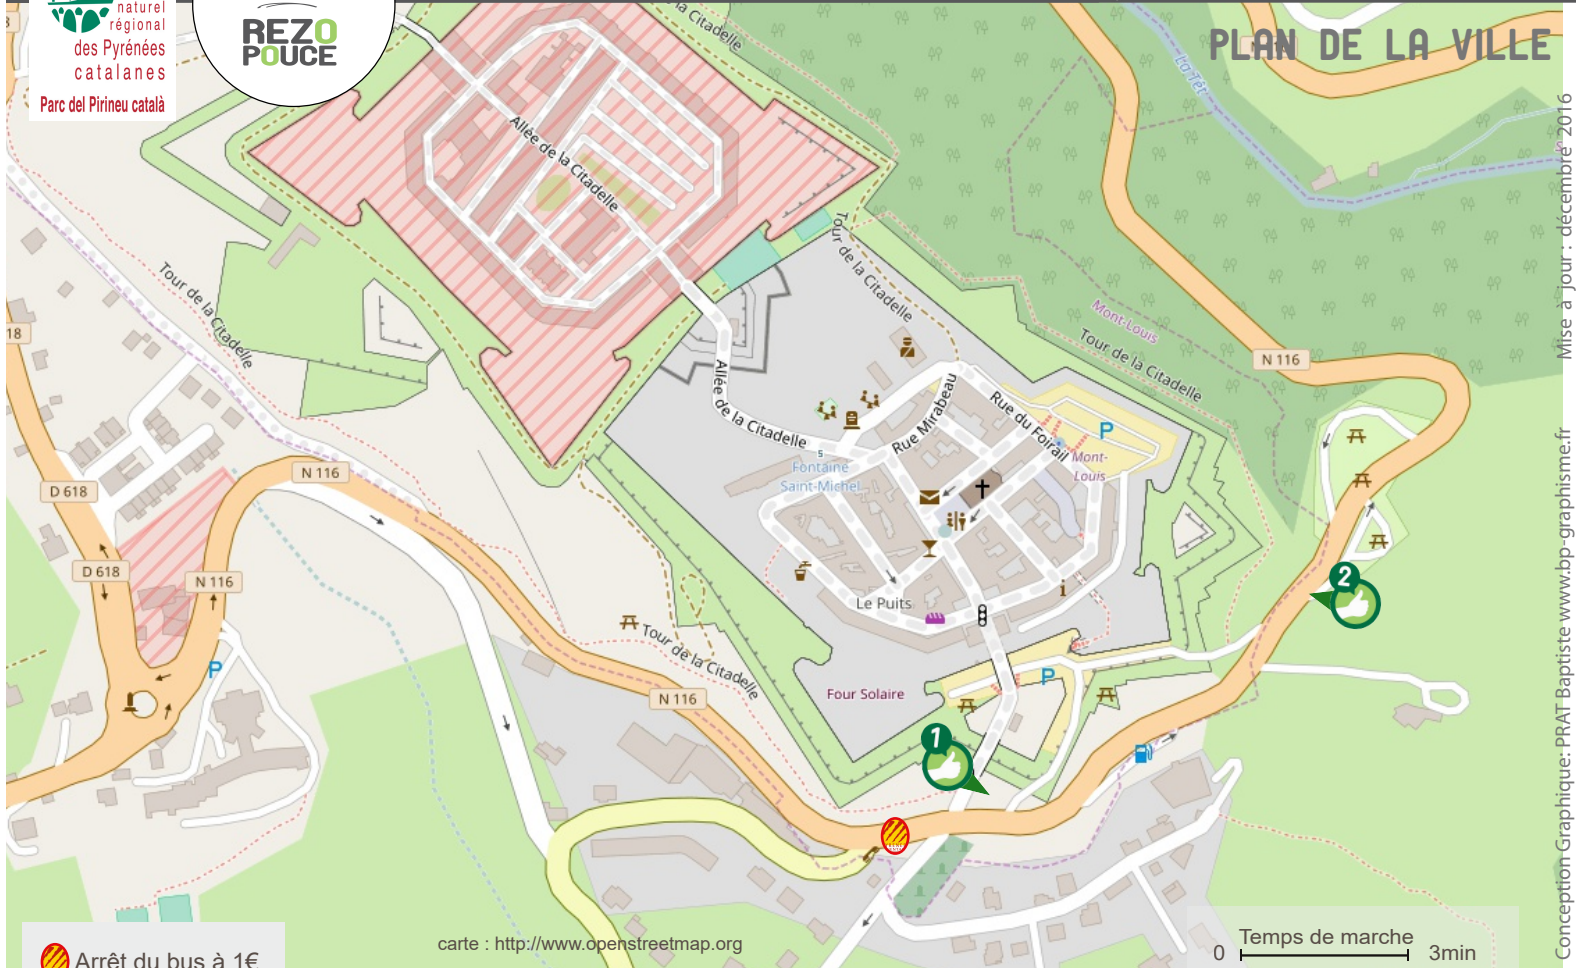 naturel
régional
des Pyrénées
catalanes
Parc del Pirineu català
REZO
POUCE
PLAN DE LA VILLE
la Citadelle
La Têt
Allée de la Citadelle
Tour de la Citadelle
Tour de la Citadelle
Mont-Louis
Tour de la Citadelle
N 116
18
Allée de la Citadelle
Rue Mirabeau
Rue du Foirail
P
Mont-
Louis
5
Fontaine
Saint-Michel
N 116
D 618
D 618
N 116
Le Puits
i
2
Tour de la Citadelle
P
P
N 116
Four Solaire
1
carte : http://www.openstreetmap.org
Arrêt du bus à 1€
Temps de marche
0 3min
Mise à jour : décembre 2016
Conception Graphique: PRAT Baptiste www.bp-graphisme.fr